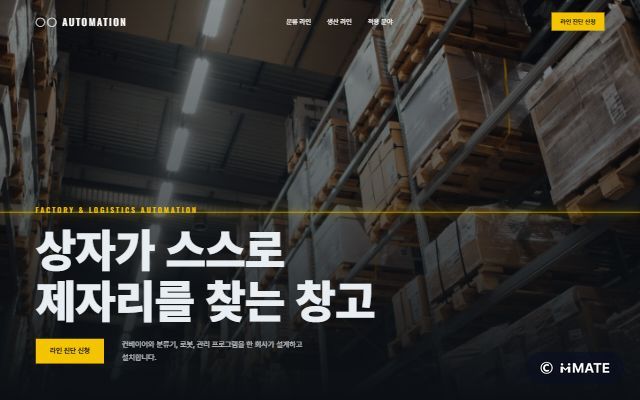 ○○ AUTOMATION
분류 라인
생산 라인
적용 분야
라인 진단 신청
FACTORY & LOGISTICS AUTOMATION
상자가 스스로
제자리를 찾는 창고
라인 진단 신청
컨베이어와 분류기, 로봇, 관리 프로그램을 한 회사가 설계하고
설치합니다.
© MMATE